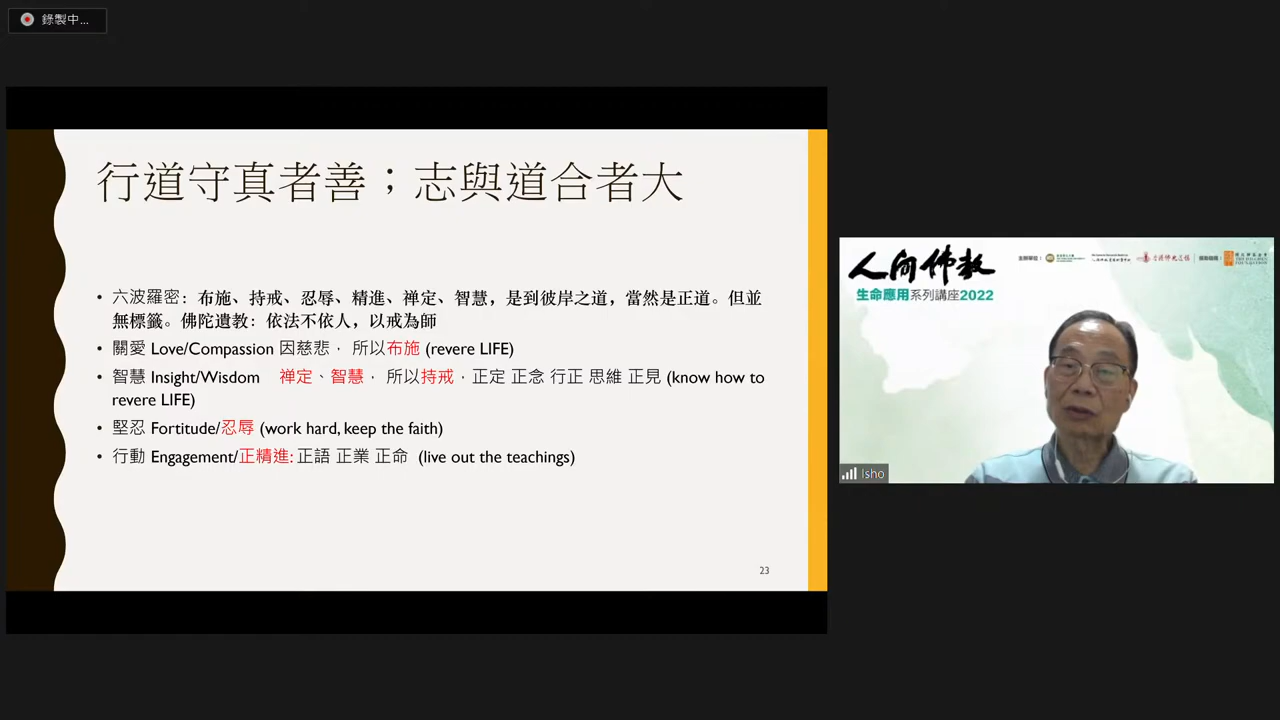 錄製中...
行道守真者善；志與道合者大
• 六波羅密：布施、持戒、忍辱、精進、禅定、智慧，是到彼岸之道，當然是正道。但並
無標籤。佛陀遺教：依法不依人，以戒為師
• 關愛 Love/Compassion 因慈悲， 所以布施 (revere LIFE)
• 智慧 Insight/Wisdom 禅定、智慧， 所以持戒，正定 正念 行正 思維 正見 (know how to
revere LIFE)
• 堅忍 Fortitude/忍辱 (work hard, keep the faith)
• 行動 Engagement/正精進: 正語 正業 正命 (live out the teachings)
23
人间佛教
生命應用系列講座2022
Isho